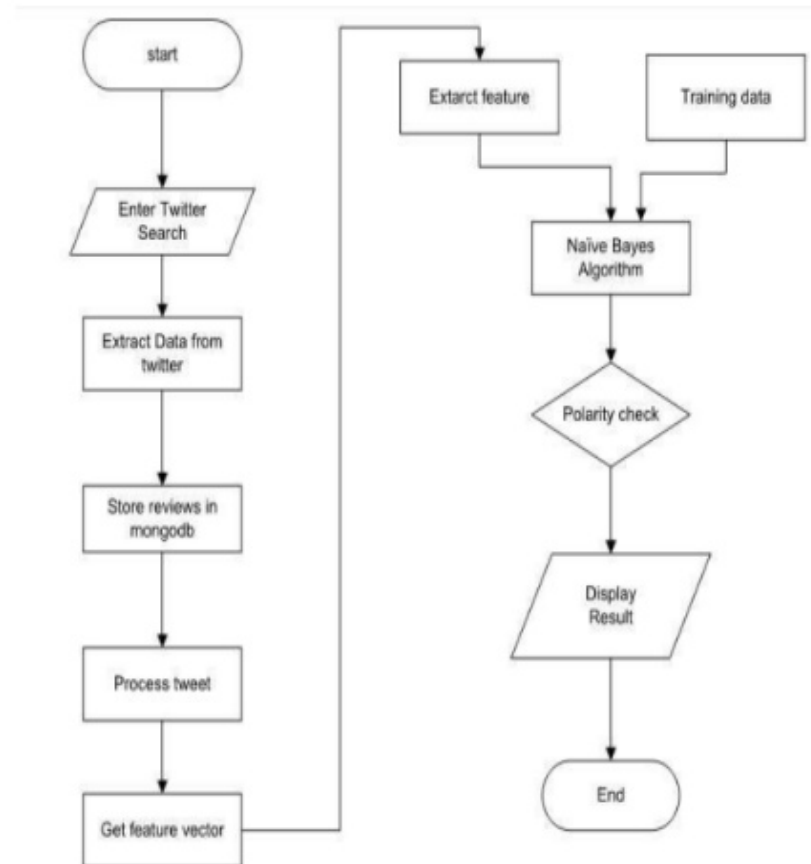 start
Enter Twitter
Search
Extract Data from
twitter
Store reviews in
mongodb
Process tweet
Get feature vector
Extarct feature
Training data
Naïve Bayes
Algorithm
Polarity check
Display
Result
End